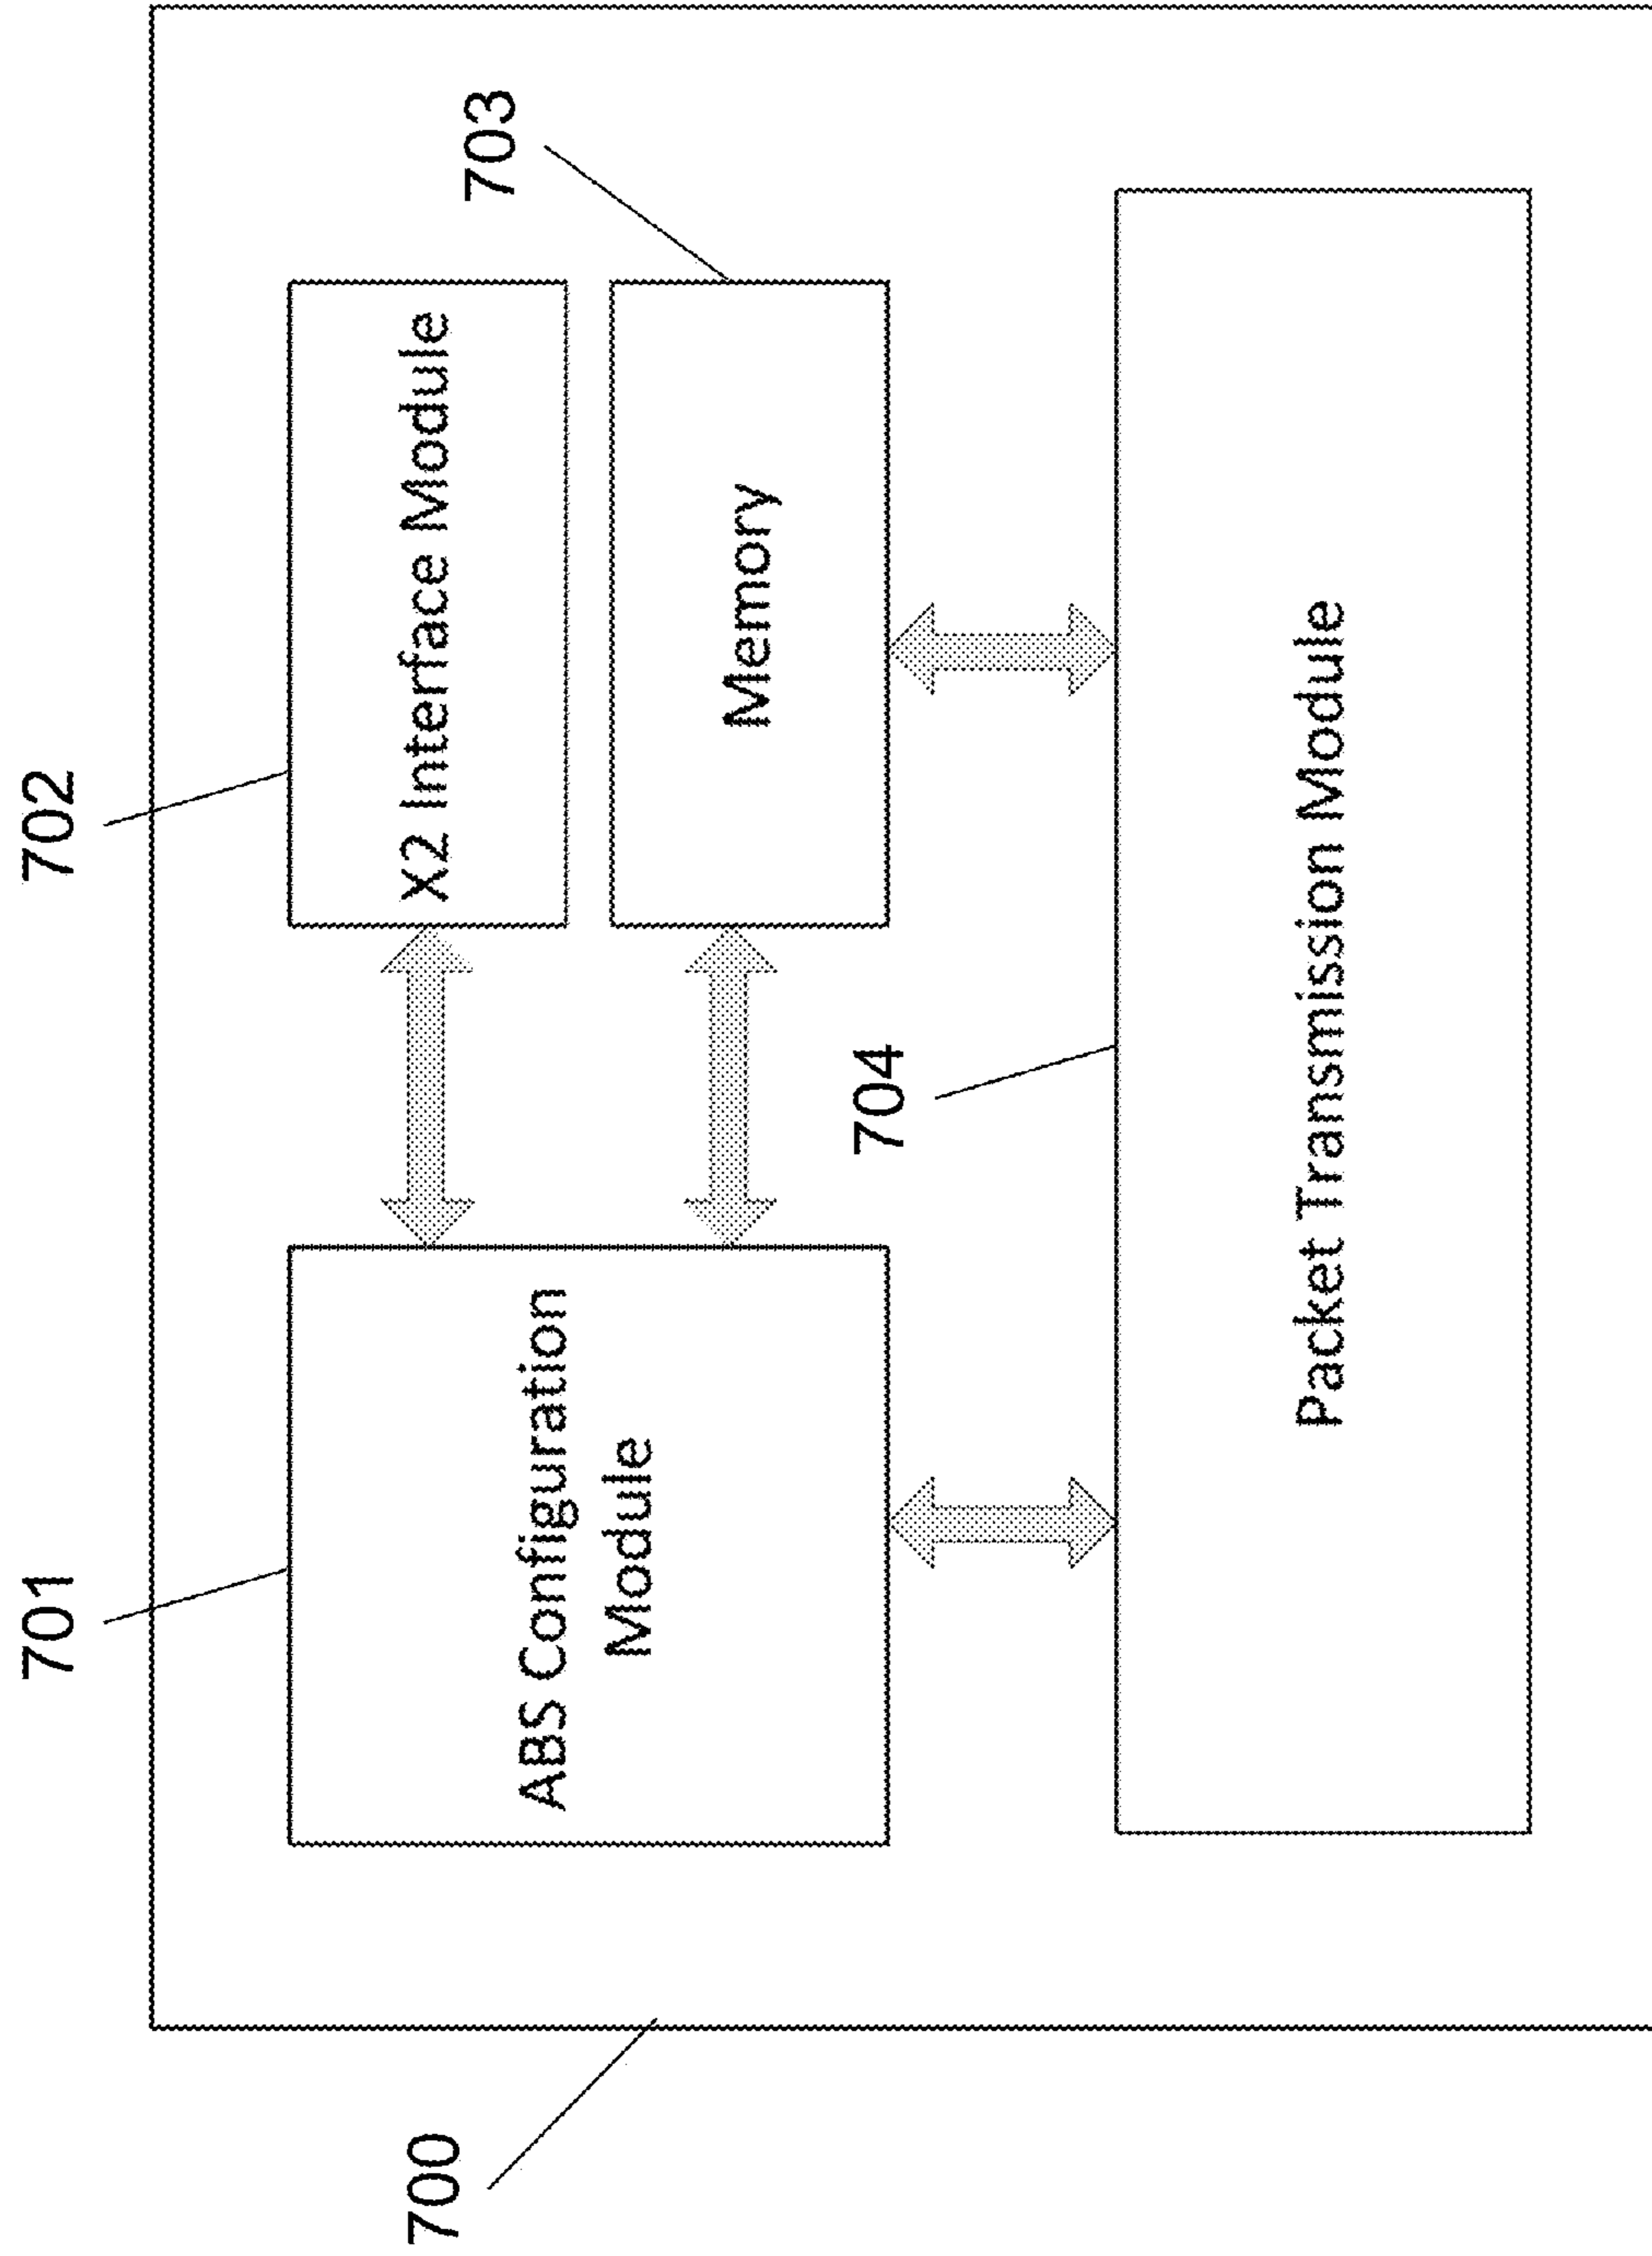 701
702
700
703
X2 Interface Module
ABS Configuration
Module
Memory
704
Packet Transmission Module